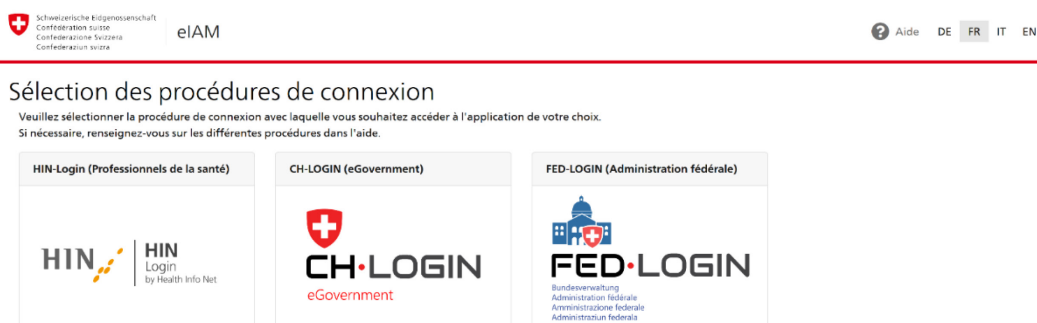 Schweizerische Eidgenossenschaft
Confédération suisse
Confederazione Svizzera
Confederaziun svizra
eIAM
Aide DE FR IT EN
Sélection des procédures de connexion
Veuillez sélectionner la procédure de connexion avec laquelle vous souhaitez accéder à l'application de votre choix.
Si nécessaire, renseignez-vous sur les différentes procédures dans l'aide.
HIN-Login (Professionnels de la santé)
HIN
HIN
Login
by Health Info Net
CH-LOGIN (eGovernment)
CH·LOGIN
eGovernment
FED-LOGIN (Administration fédérale)
FED·LOGIN
Bundesverwaltung
Administration fédérale
Amministrazione federale
Administraziun federala